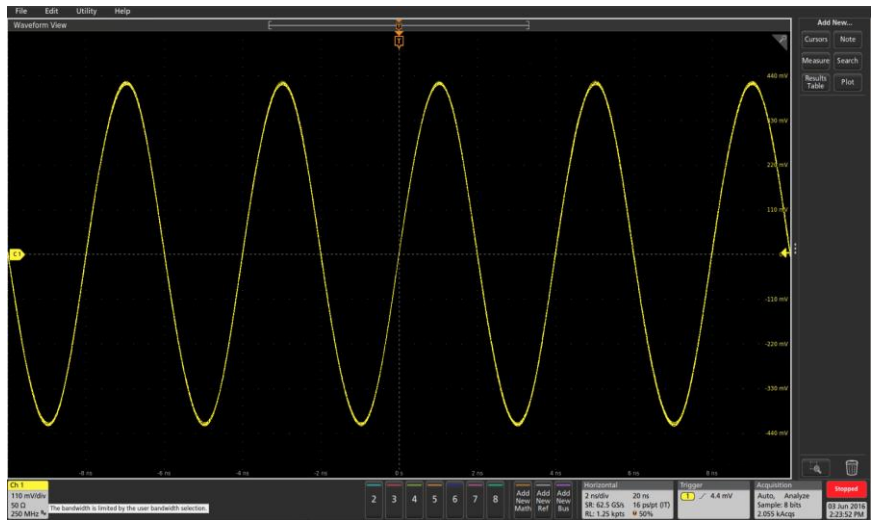 File Edit Utility Help
Waveform View
Add New...
Cursors Note
Measure Search
Results Table Plot
T
440 mV
330 mV
220 mV
110 mV
C1
-110 mV
-220 mV
-330 mV
-440 mV
-8 ns -6 ns -4 ns -2 ns 0 s 2 ns 4 ns 6 ns 8 ns
Ch 1
110 mV/div
50 Ω
250 MHz
The bandwidth is limited by the user bandwidth selection.
2 3 4 5 6 7 8
Add New Math
Add New Ref
Add New Bus
Horizontal
2 ns/div 20 ns
SR: 62.5 GS/s 16 ps/pt (IT)
RL: 1.25 kpts 50%
Trigger
1 4.4 mV
Acquisition
Auto, Analyze
Sample: 8 bits
2.055 kAcqs
Stopped
03 Jun 2016
2:23:52 PM